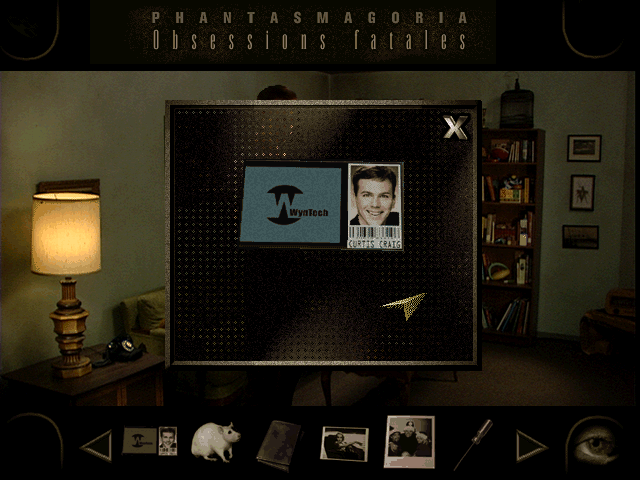 PHANTASMAGORIA
Obsessions fatales
X
WynTech
CURTIS CRAIG